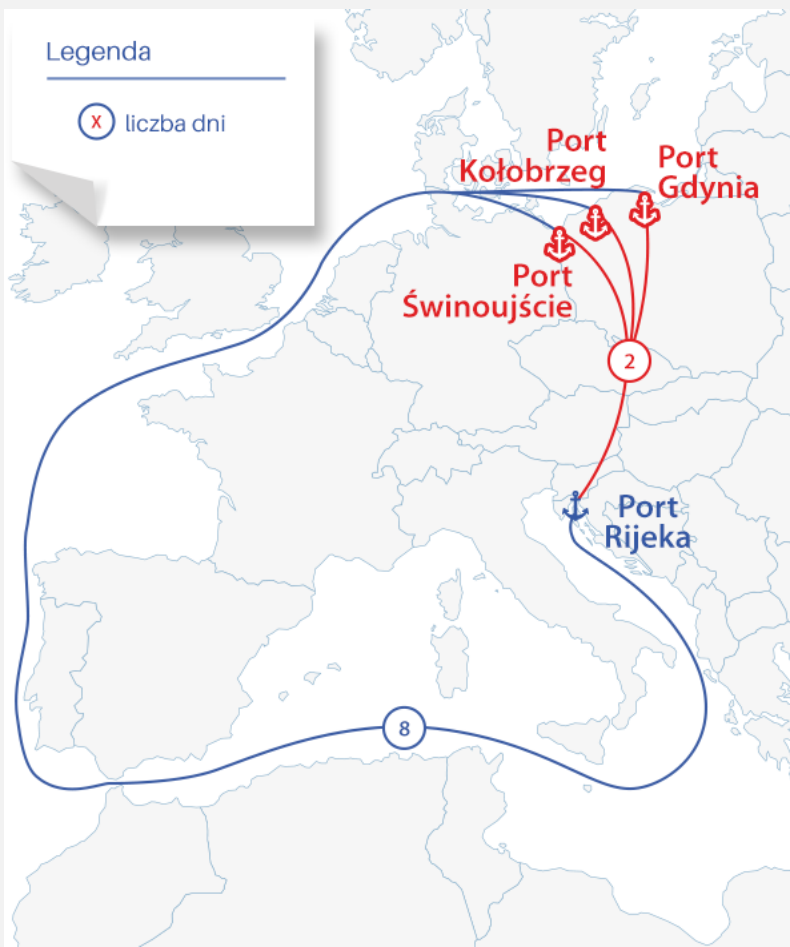 Legenda
x liczba dni
Port
Kołobrzeg
Port
Gdynia
Port
Świnoujście
2
Port
Rijeka
8